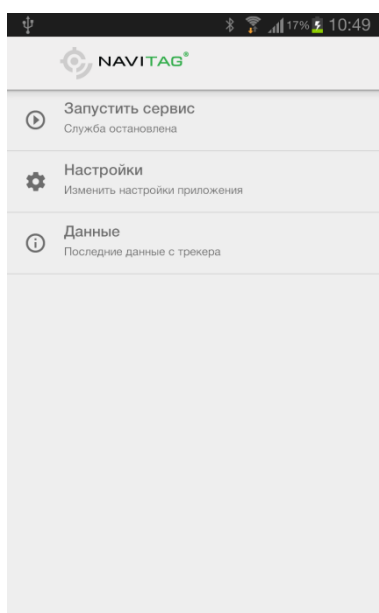 17% 10:49
NAVITAG®
Запустить сервис
Служба остановлена
Настройки
Изменить настройки приложения
Данные
Последние данные с трекера